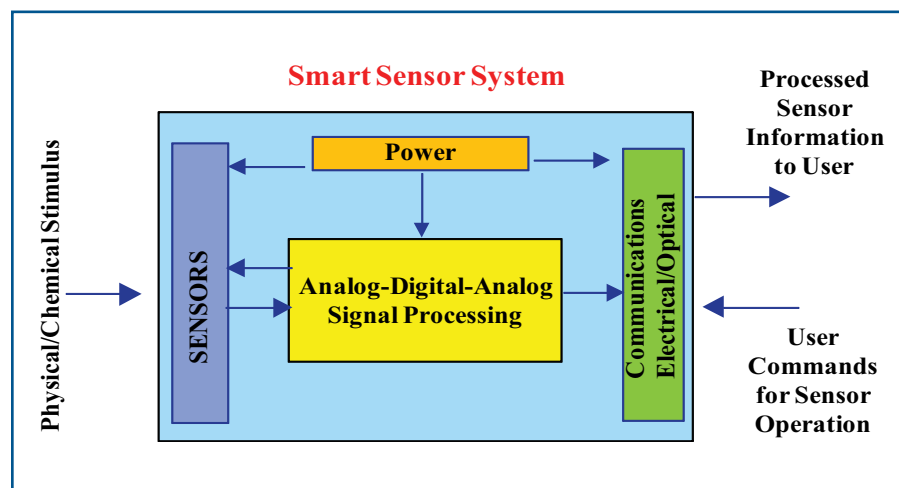 Smart Sensor System
Physical/Chemical Stimulus
SENSORS
Power
Analog-Digital-Analog
Signal Processing
Communications
Electrical/Optical
Processed
Sensor
Information
to User
User
Commands
for Sensor
Operation